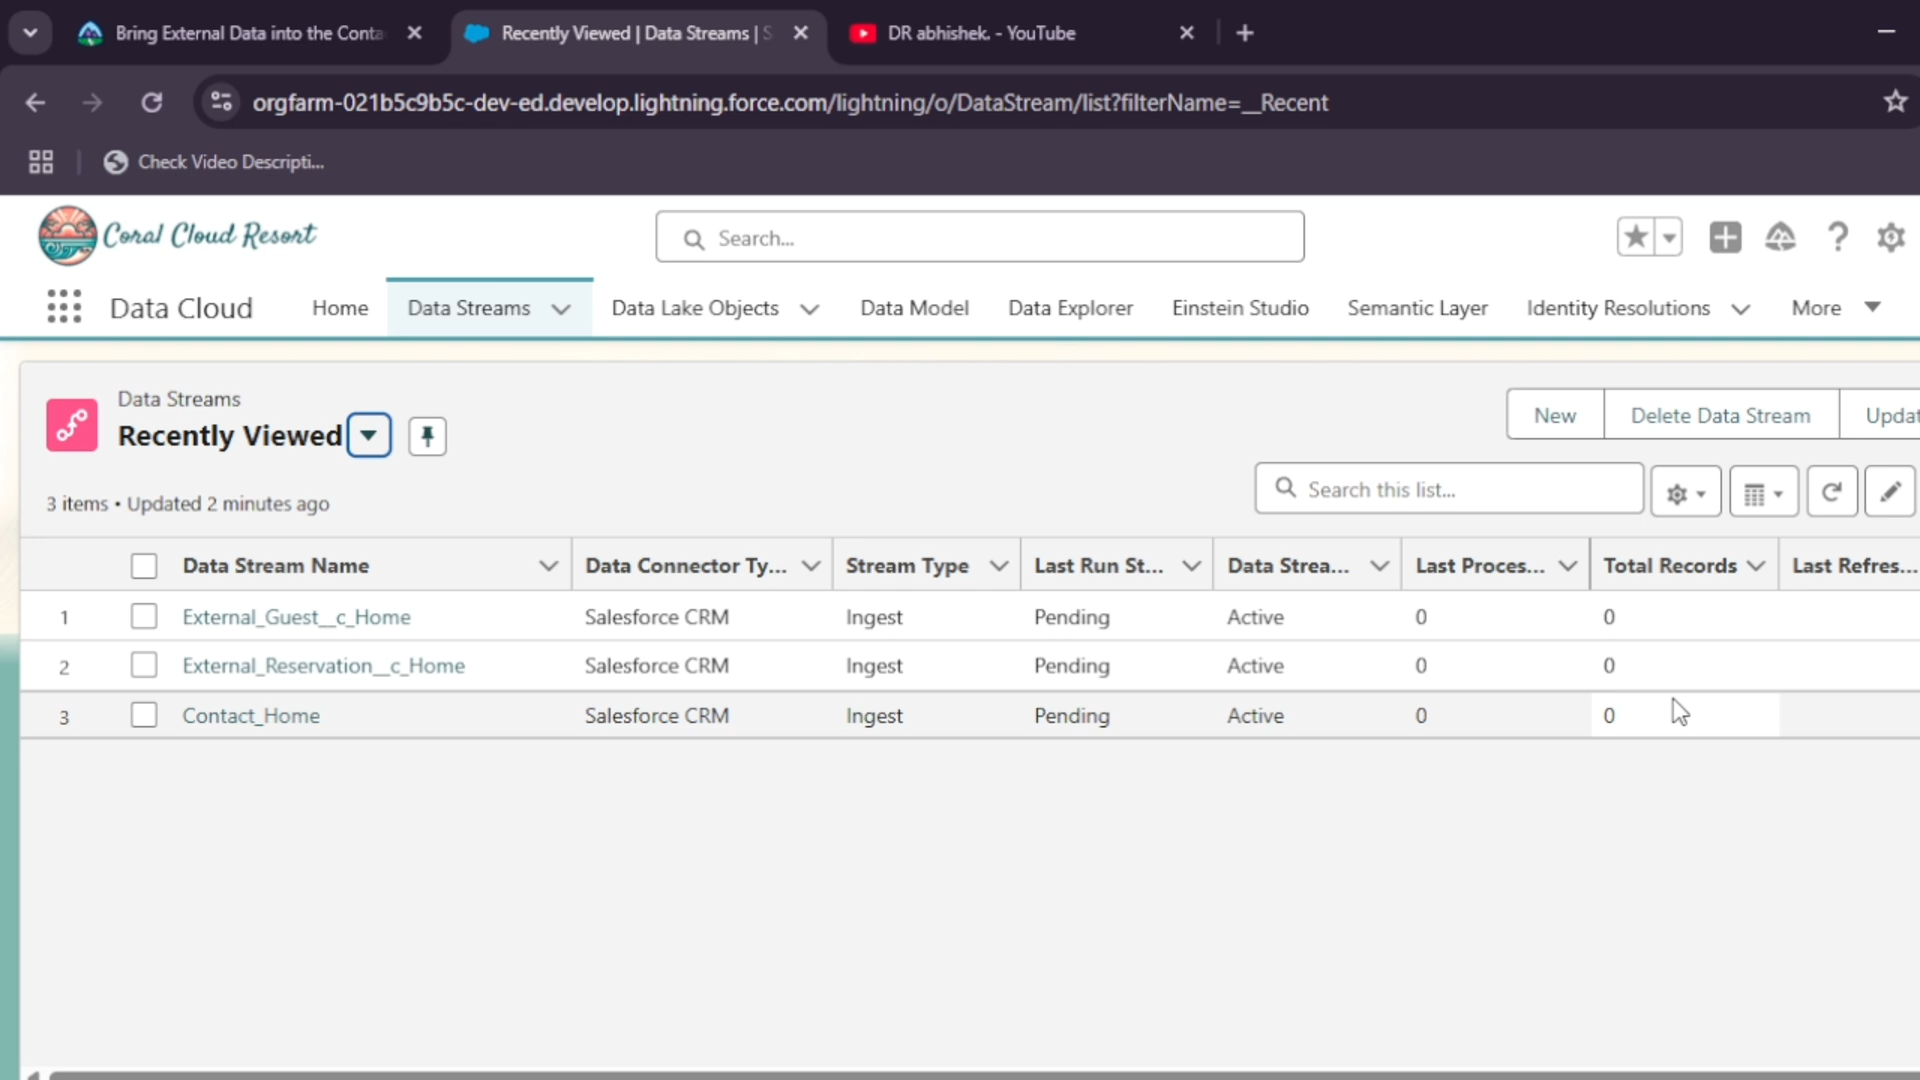 Bring External Data into the Conta
Recently Viewed | Data Streams | S
DR abhishek. - YouTube
orgfarm-021b5c9b5c-dev-ed.develop.lightning.force.com/lightning/o/DataStream/list?filterName=__Recent
Check Video Descripti...
Coral Cloud Resort
Search...
Data Cloud
Home
Data Streams
Data Lake Objects
Data Model
Data Explorer
Einstein Studio
Semantic Layer
Identity Resolutions
More
Data Streams
Recently Viewed
New
Delete Data Stream
Updat
3 items • Updated 2 minutes ago
Search this list...
Data Stream Name Data Connector Ty... Stream Type Last Run St... Data Strea... Last Proces... Total Records Last Refres...
1 External_Guest__c_Home Salesforce CRM Ingest Pending Active 0 0
2 External_Reservation__c_Home Salesforce CRM Ingest Pending Active 0 0
3 Contact_Home Salesforce CRM Ingest Pending Active 0 0